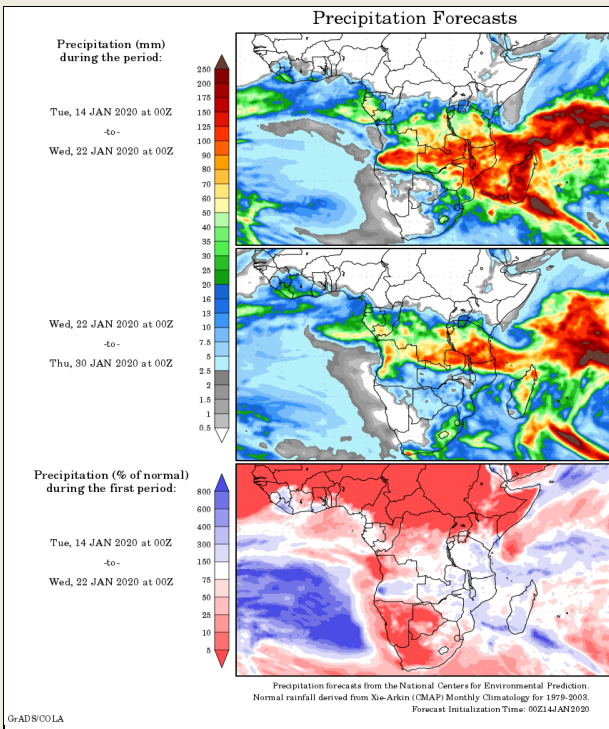 Precipitation Forecasts
Precipitation (mm)
during the period:
Tue, 14 JAN 2020 at 00Z
-to-
Wed, 22 JAN 2020 at 00Z
250
200
175
150
125
100
90
80
70
60
50
40
35
30
25
20
16
13
10
7.5
5
2.5
2
1.5
1
0.5
Wed, 22 JAN 2020 at 00Z
-to-
Thu, 30 JAN 2020 at 00Z
Precipitation (% of normal)
during the first period:
Tue, 14 JAN 2020 at 00Z
-to-
Wed, 22 JAN 2020 at 00Z
800
600
400
300
150
75
50
25
10
5
Precipitation forecasts from the National Centers for Environmental Prediction.
Normal rainfall derived from Xie-Arkin (CMAP) Monthly Climatology for 1979-2003.
Forecast Initialization Time: 00Z14JAN2020
GrADS/COLA